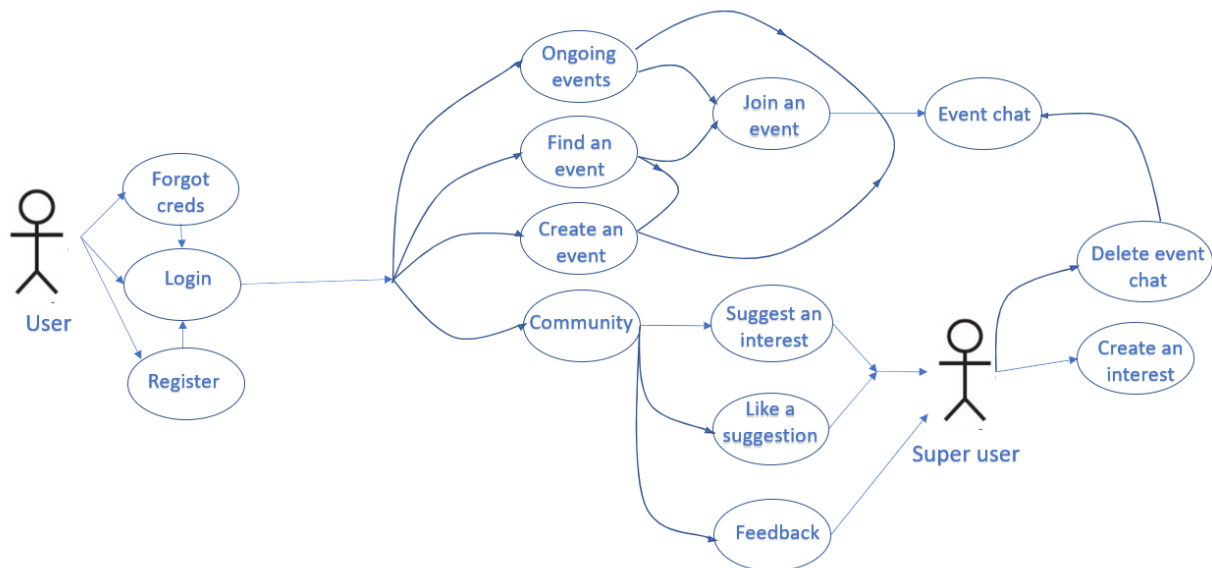 Ongoing
events
Join an
event
Event chat
Find an
event
Forgot
creds
Create an
event
Login
User
Delete event
chat
Community
Suggest an
interest
Create an
interest
Register
Like a
suggestion
Super user
Feedback